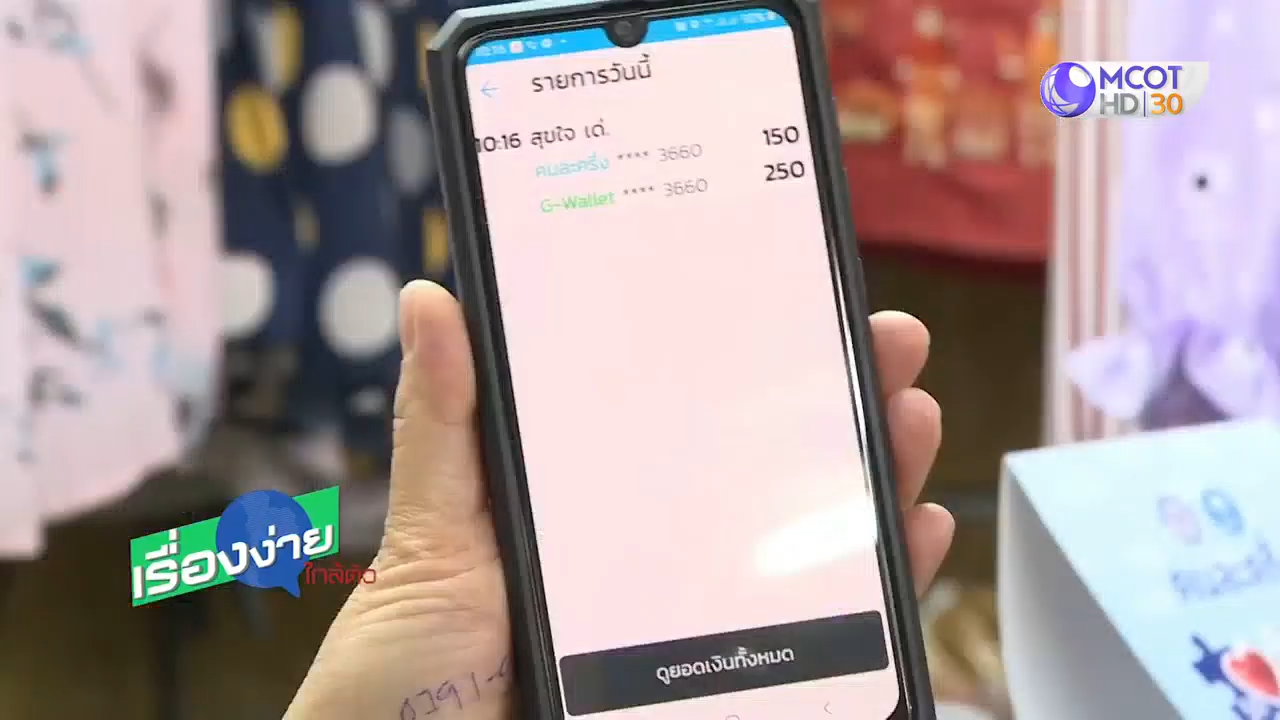 MCOT
HD 30
10:16
รายการวันนี้
10:16 สุขใจ เด่.
คนละครึ่ง **** 3660 150
G-Wallet **** 3660 250
เรื่องง่าย
ใกล้ตัว
ดูยอดเงินทั้งหมด